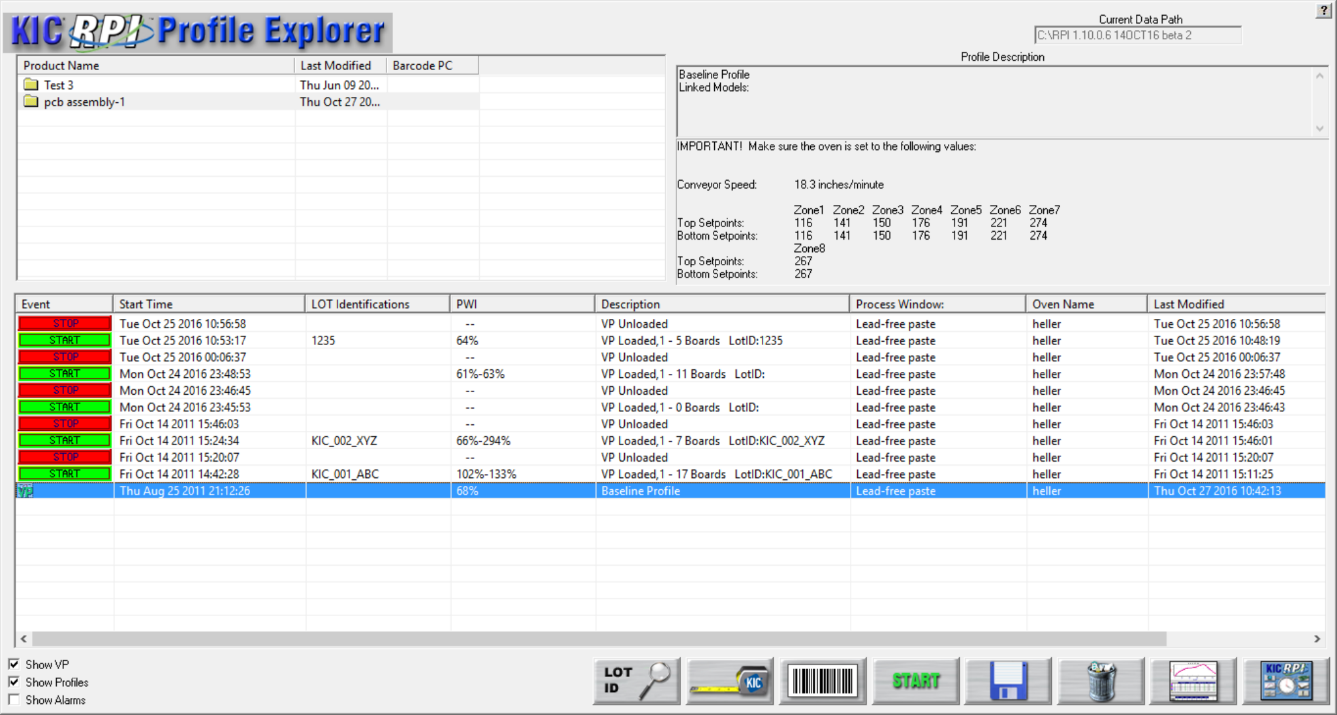 KIC RPI Profile Explorer
?
Current Data Path
C:\RPI 1.10.0.6 14OCT16 beta 2
Profile Description
Product Name Last Modified Barcode PC
Test 3 Thu Jun 09 20...
pcb assembly-1 Thu Oct 27 20...
Baseline Profile
Linked Models:
IMPORTANT! Make sure the oven is set to the following values:
Conveyor Speed: 18.3 inches/minute
Zone1 Zone2 Zone3 Zone4 Zone5 Zone6 Zone7
Top Setpoints: 116 141 150 176 191 221 274
Bottom Setpoints: 116 141 150 176 191 221 274
Zone8
Top Setpoints: 267
Bottom Setpoints: 267
Event Start Time LOT Identifications PWI Description Process Window: Oven Name Last Modified
STOP Tue Oct 25 2016 10:56:58 -- VP Unloaded Lead-free paste heller Tue Oct 25 2016 10:56:58
START Tue Oct 25 2016 10:53:17 1235 64% VP Loaded,1 - 5 Boards LotID:1235 Lead-free paste heller Tue Oct 25 2016 10:48:19
STOP Tue Oct 25 2016 00:06:37 -- VP Unloaded Lead-free paste heller Tue Oct 25 2016 00:06:37
START Mon Oct 24 2016 23:48:53 61%-63% VP Loaded,1 - 11 Boards LotID: Lead-free paste heller Mon Oct 24 2016 23:57:48
STOP Mon Oct 24 2016 23:46:45 -- VP Unloaded Lead-free paste heller Mon Oct 24 2016 23:46:45
START Mon Oct 24 2016 23:45:53 -- VP Loaded,1 - 0 Boards LotID: Lead-free paste heller Mon Oct 24 2016 23:46:43
STOP Fri Oct 14 2011 15:46:03 -- VP Unloaded Lead-free paste heller Fri Oct 14 2011 15:46:03
START Fri Oct 14 2011 15:24:34 KIC_002_XYZ 66%-294% VP Loaded,1 - 7 Boards LotID:KIC_002_XYZ Lead-free paste heller Fri Oct 14 2011 15:46:01
STOP Fri Oct 14 2011 15:20:07 -- VP Unloaded Lead-free paste heller Fri Oct 14 2011 15:20:07
START Fri Oct 14 2011 14:42:28 KIC_001_ABC 102%-133% VP Loaded,1 - 17 Boards LotID:KIC_001_ABC Lead-free paste heller Fri Oct 14 2011 15:11:25
VP Thu Aug 25 2011 21:12:26 68% Baseline Profile Lead-free paste heller Thu Oct 27 2016 10:42:13
Show VP
Show Profiles
Show Alarms
LOT ID
KIC
START
KIC RPI